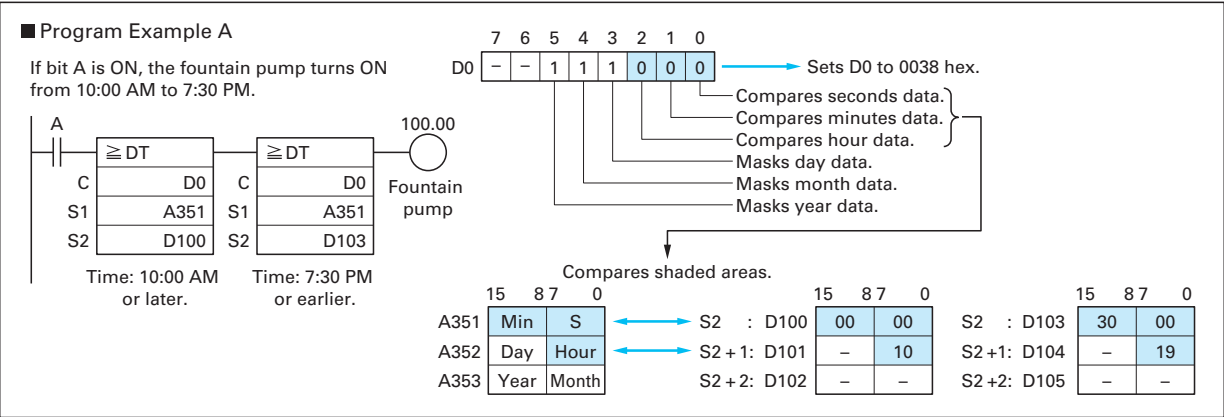 ■ Program Example A
If bit A is ON, the fountain pump turns ON
from 10:00 AM to 7:30 PM.
A
≧ DT
C D0
S1 A351
S2 D100
Time: 10:00 AM
or later.
≧ DT
C D0
S1 A351
S2 D103
Time: 7:30 PM
or earlier.
100.00
Fountain
pump
7 6 5 4 3 2 1 0
D0 – – 1 1 1 0 0 0 Sets D0 to 0038 hex.
Compares seconds data.
Compares minutes data.
Compares hour data.
Masks day data.
Masks month data.
Masks year data.
Compares shaded areas.
15 8 7 0
A351 Min S
A352 Day Hour
A353 Year Month
15 8 7 0
S2 : D100 00 00
S2 + 1: D101 – 10
S2 + 2: D102 – –
15 8 7 0
S2 : D103 30 00
S2 +1: D104 – 19
S2 +2: D105 – –